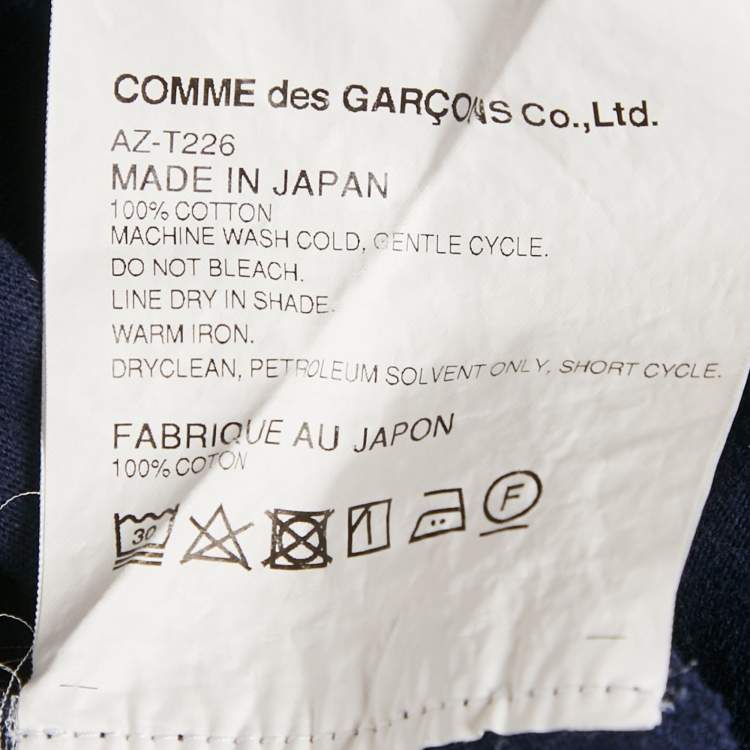 COMME des GARÇONS Co.,Ltd.
AZ-T226
MADE IN JAPAN
100% COTTON
MACHINE WASH COLD, GENTLE CYCLE.
DO NOT BLEACH.
LINE DRY IN SHADE.
WARM IRON.
DRYCLEAN, PETROLEUM SOLVENT ONLY, SHORT CYCLE.
FABRIQUE AU JAPON
100% COTON
30 F